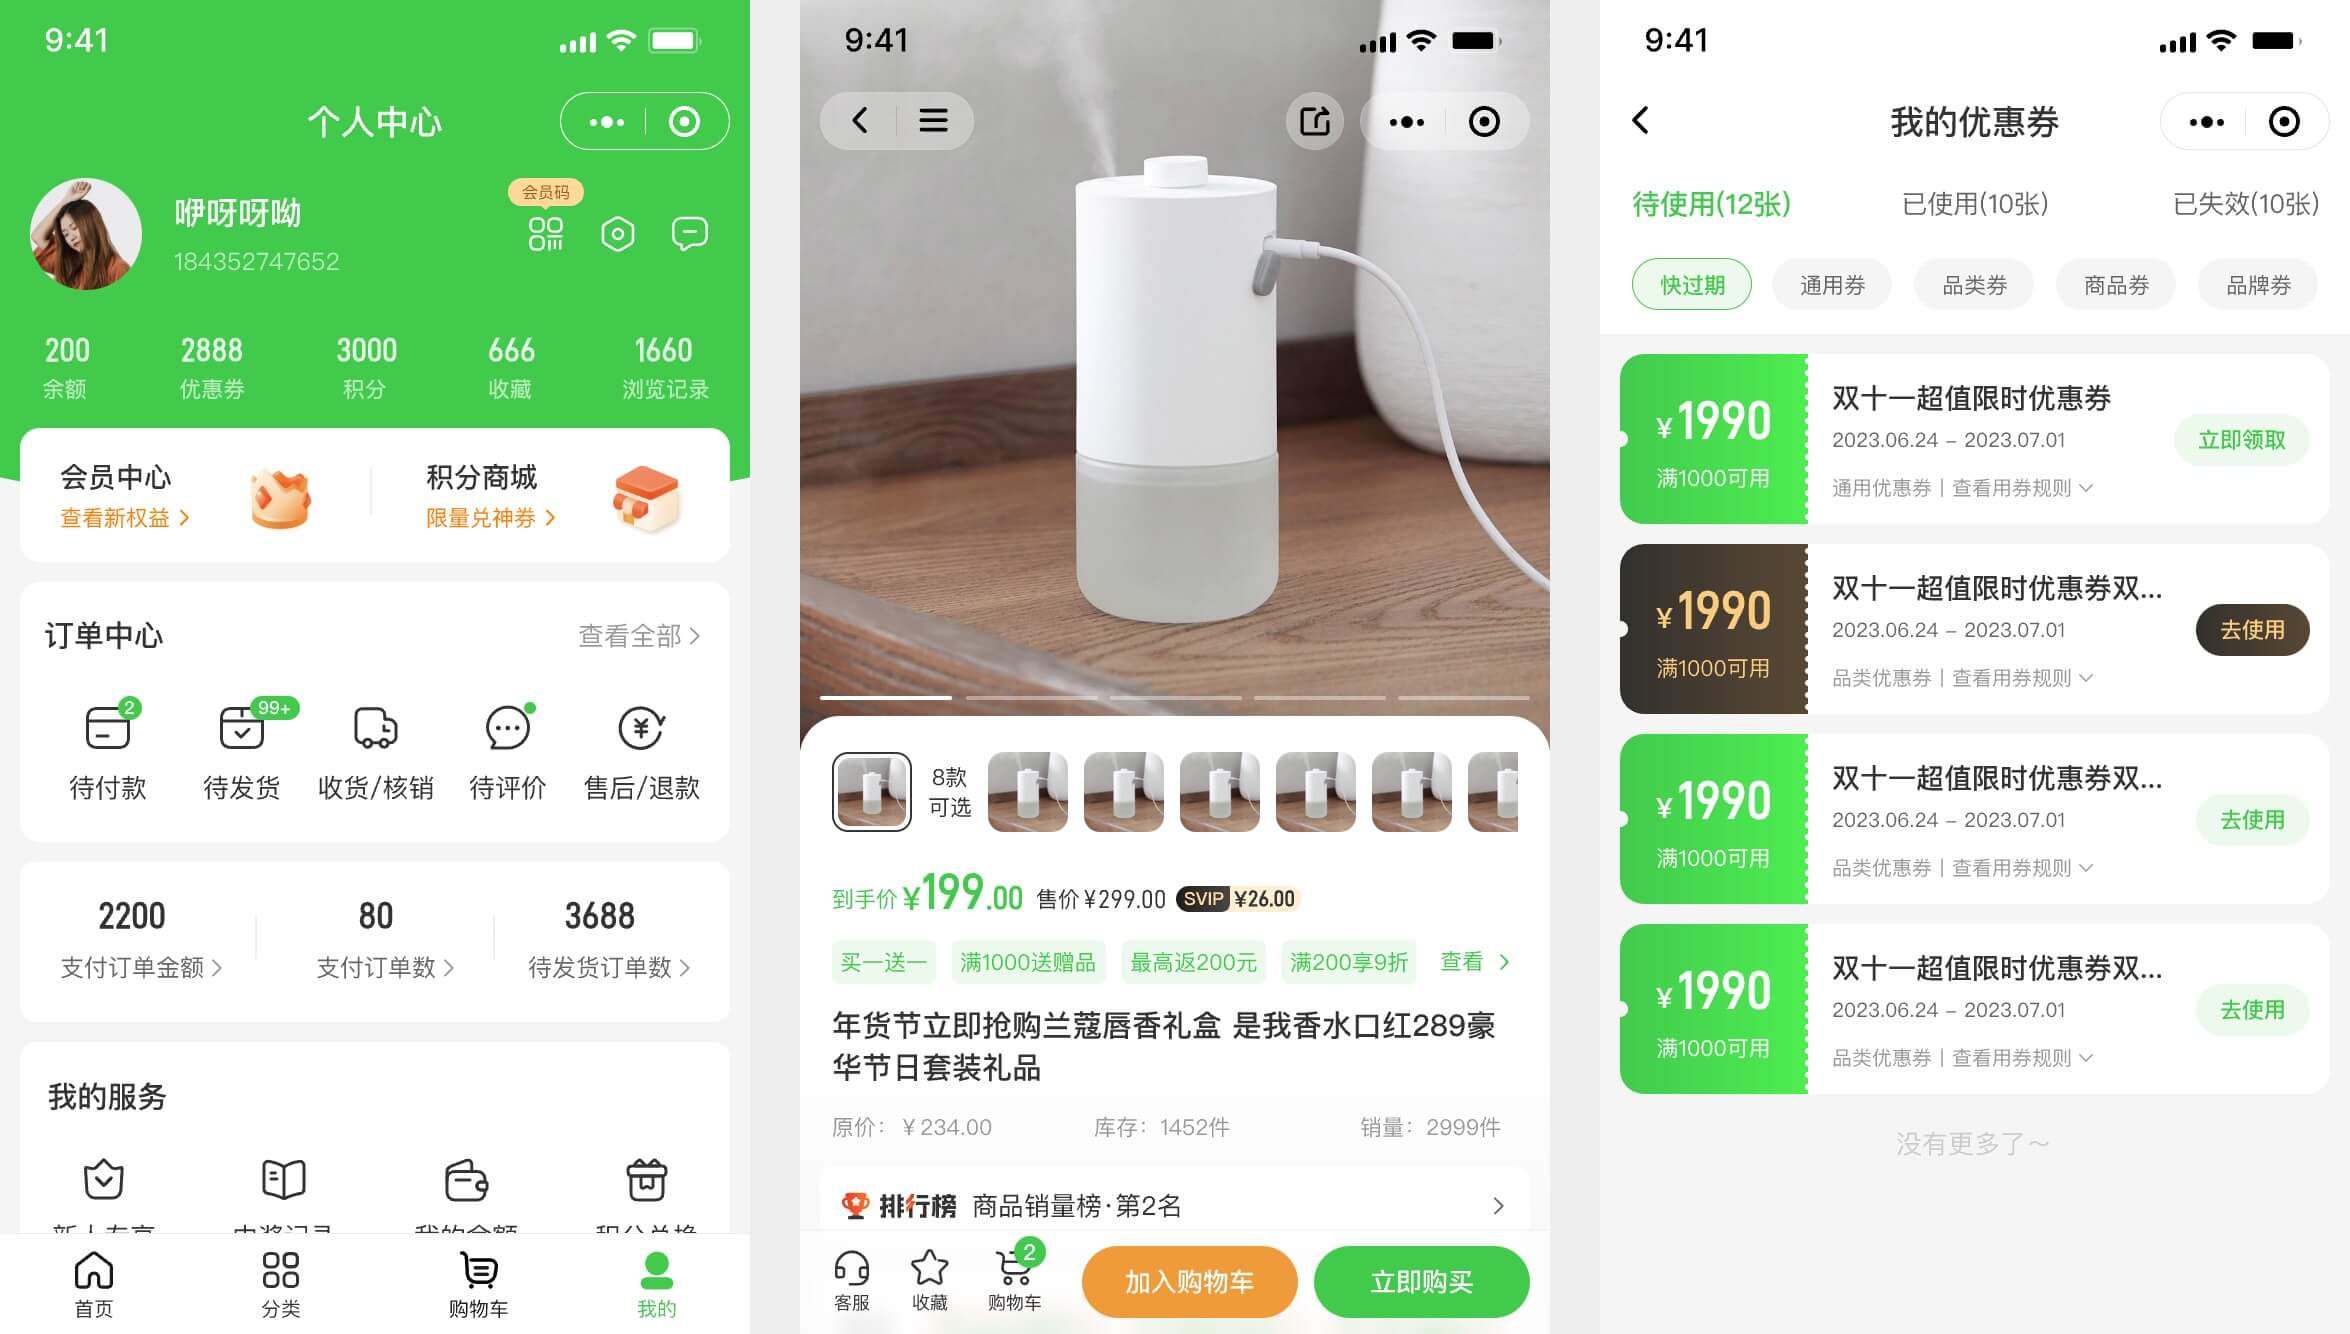 9:41
个人中心
会员码
咿呀呀呦
184352747652
200
2888
3000
666
1660
余额
优惠券
积分
收藏
浏览记录
会员中心
查看新权益
积分商城
限量兑神券
订单中心
查看全部
2
99+
待付款
待发货
收货/核销
待评价
售后/退款
2200
80
3688
支付订单金额
支付订单数
待发货订单数
我的服务
新人专享
中奖记录
我的金额
积分兑换
首页
分类
购物车
我的
9:41
8款
可选
到手价 ¥199.00 售价 ¥299.00 SVIP ¥26.00
买一送一
满1000送赠品
最高返200元
满200享9折
查看
年货节立即抢购兰蔻唇香礼盒 是我香水口红289豪
华节日套装礼品
原价: ¥234.00
库存: 1452件
销量: 2999件
排行榜 商品销量榜·第2名
客服
收藏
2
购物车
加入购物车
立即购买
9:41
我的优惠券
待使用(12张)
已使用(10张)
已失效(10张)
快过期
通用券
品类券
商品券
品牌券
¥1990
满1000可用
双十一超值限时优惠券
2023.06.24 – 2023.07.01
通用优惠券 | 查看用券规则
立即领取
¥1990
满1000可用
双十一超值限时优惠券双...
2023.06.24 – 2023.07.01
品类优惠券 | 查看用券规则
去使用
¥1990
满1000可用
双十一超值限时优惠券双...
2023.06.24 – 2023.07.01
品类优惠券 | 查看用券规则
去使用
¥1990
满1000可用
双十一超值限时优惠券双...
2023.06.24 – 2023.07.01
品类优惠券 | 查看用券规则
去使用
没有更多了～